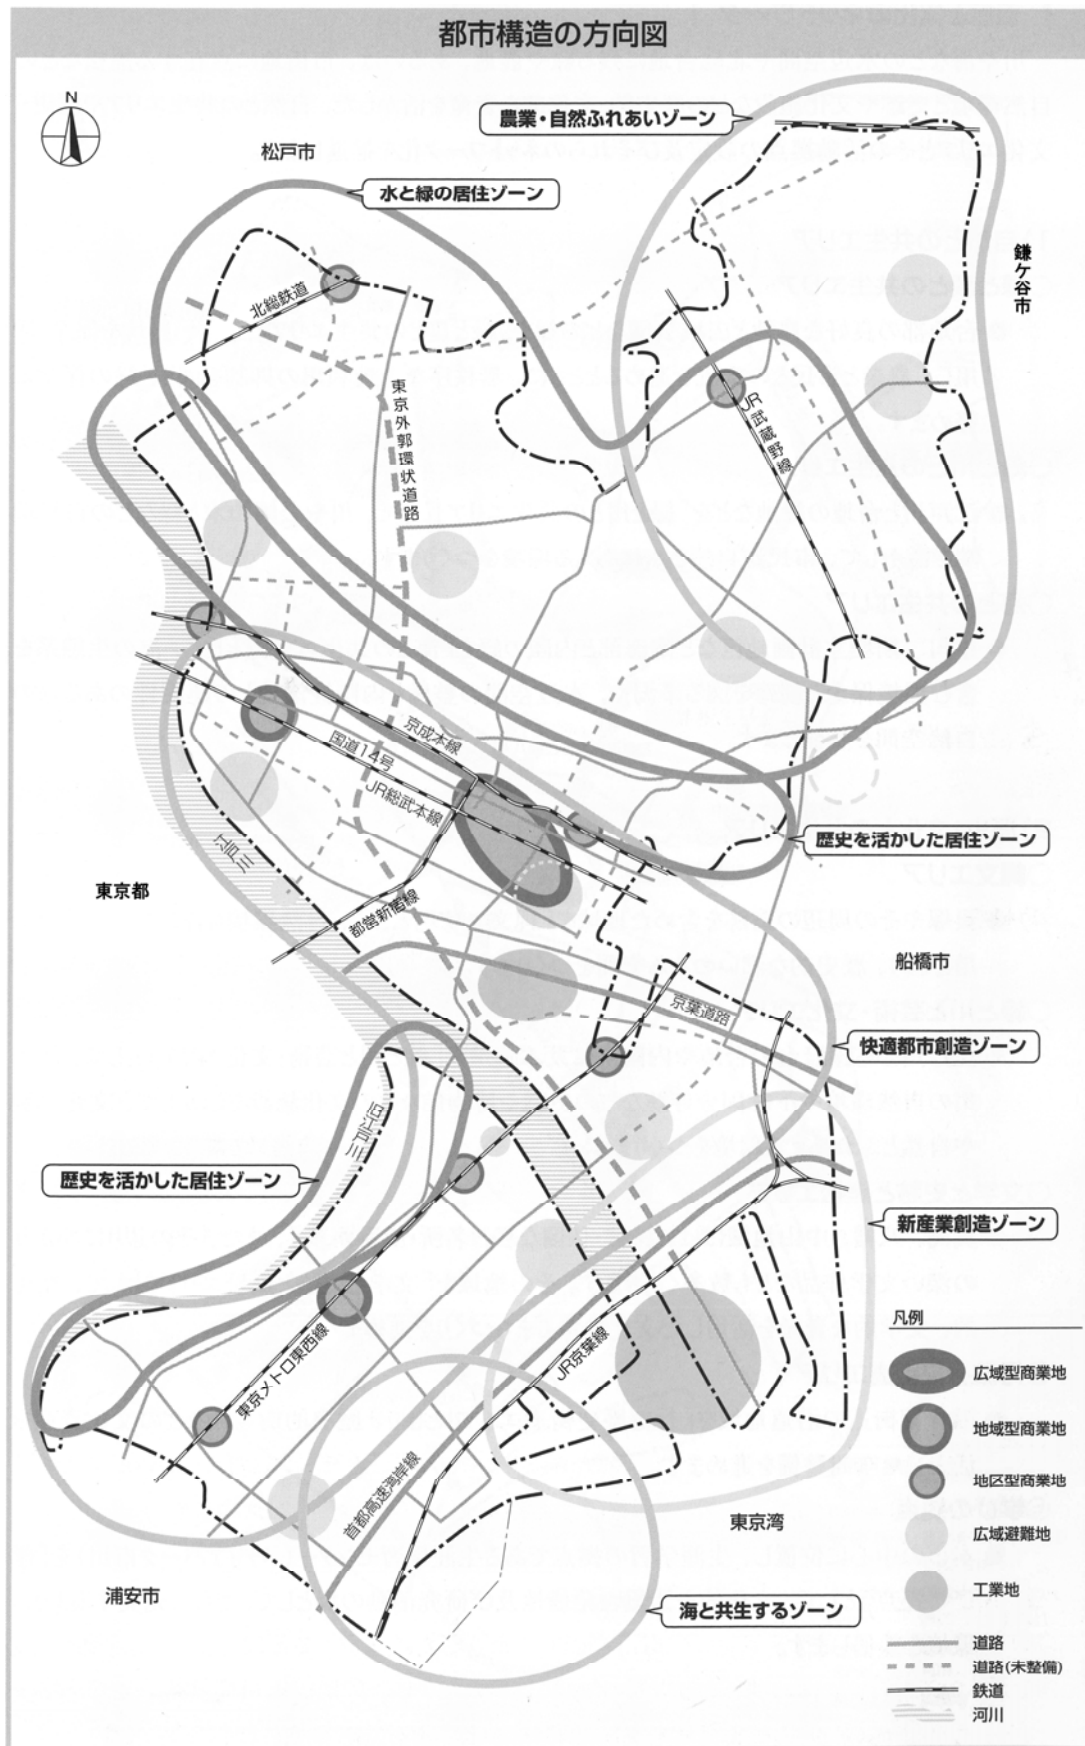 都市構造の方向図
N
農業・自然ふれあいゾーン
松戸市
水と緑の居住ゾーン
鎌ケ谷市
北総鉄道
東京外郭環状道路
JR武蔵野線
京成本線
国道14号
JR総武本線
江戸川
歴史を活かした居住ゾーン
東京都
都営新宿線
船橋市
京葉道路
快適都市創造ゾーン
旧江戸川
歴史を活かした居住ゾーン
新産業創造ゾーン
東京メトロ東西線
JR京葉線
首都高速湾岸線
東京湾
浦安市
海と共生するゾーン
凡例
広域型商業地
地域型商業地
地区型商業地
広域避難地
工業地
道路
道路(未整備)
鉄道
河川